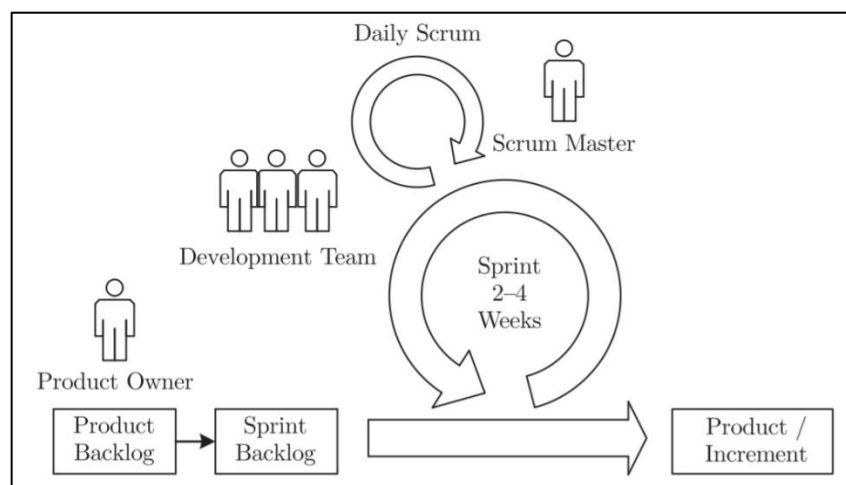 Daily Scrum
Scrum Master
Development Team
Sprint
2–4
Weeks
Product Owner
Product
Backlog
Sprint
Backlog
Product /
Increment